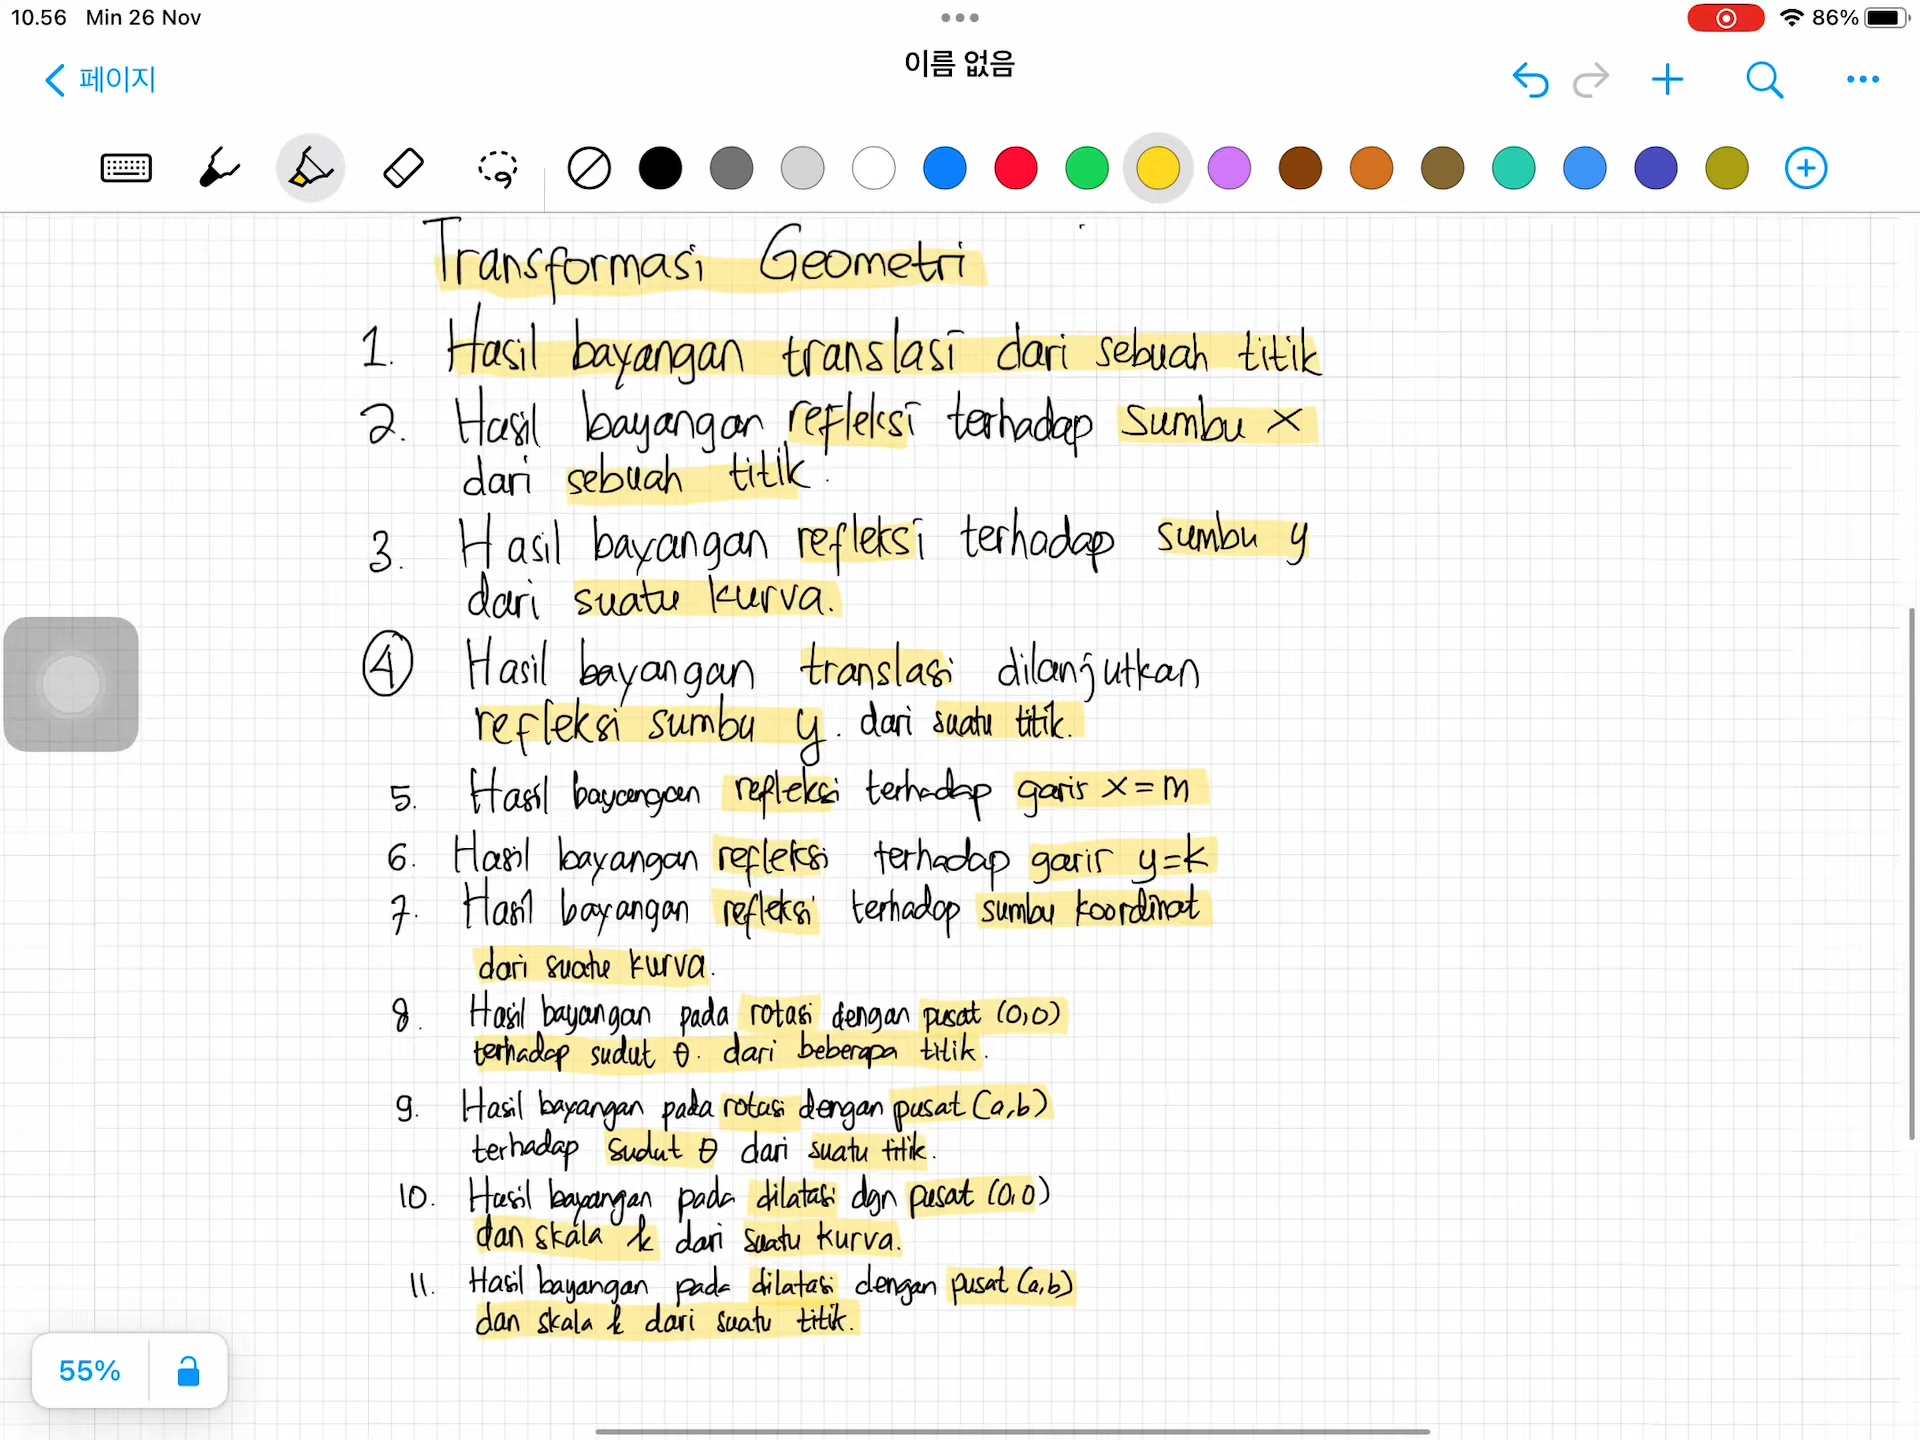 10.56 Min 26 Nov
86%
이름 없음
페이지
Transformasi Geometri
1. Hasil bayangan translasi dari sebuah titik
2. Hasil bayangan refleksi terhadap sumbu x
dari sebuah titik.
3. Hasil bayangan refleksi terhadap sumbu y
dari suatu kurva.
4 Hasil bayangan translasi dilanjutkan
refleksi sumbu y. dari suatu titik.
5. Hasil bayangan refleksi terhadap garis x=m
6. Hasil bayangan refleksi terhadap garis y=k
7. Hasil bayangan refleksi terhadap sumbu koordinat
dari suatu kurva.
8. Hasil bayangan pada rotasi dengan pusat (0,0)
terhadap sudut θ. dari beberapa titik.
9. Hasil bayangan pada rotasi dengan pusat (a,b)
terhadap sudut θ dari suatu titik.
10. Hasil bayangan pada dilatasi dgn pusat (0,0)
dan skala k dari suatu kurva.
11. Hasil bayangan pada dilatasi dengan pusat (a,b)
dan skala k dari suatu titik.
55%